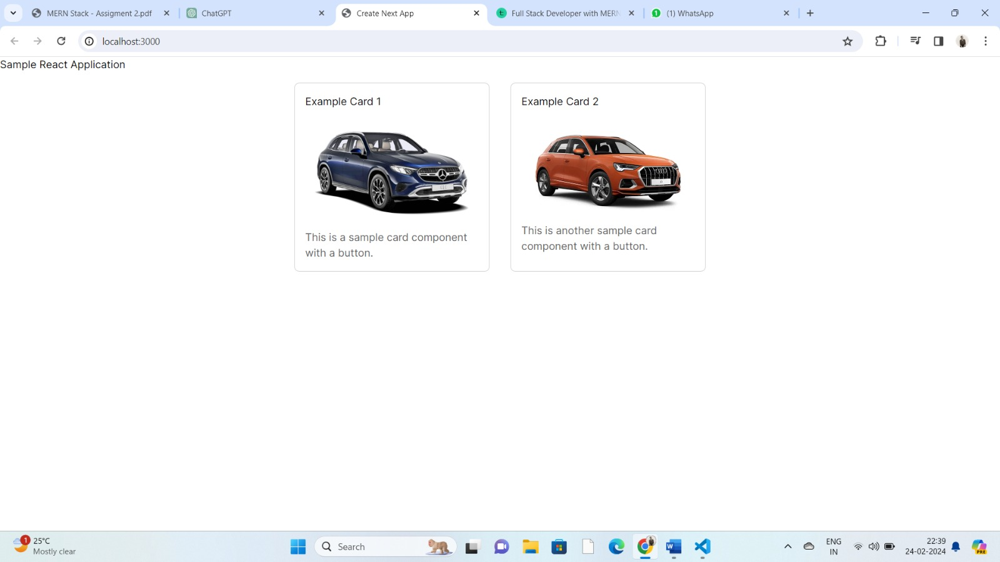 MERN Stack - Assigment 2.pdf
ChatGPT
Create Next App
Full Stack Developer with MERN
1
(1) WhatsApp
localhost:3000
Sample React Application
Example Card 1
This is a sample card component
with a button.
Example Card 2
This is another sample card
component with a button.
1
25°C
Mostly clear
Search
ENG
IN
22:39
24-02-2024
PRE